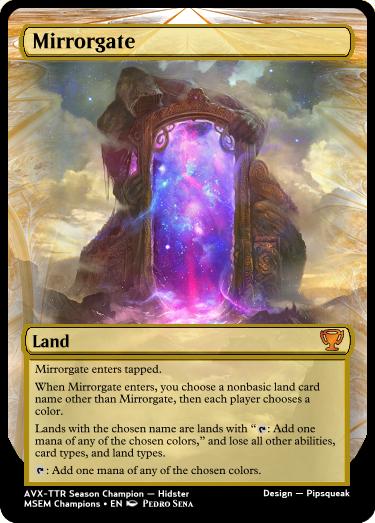 Mirrorgate
Land
Mirrorgate enters tapped.
When Mirrorgate enters, you choose a nonbasic land card
name other than Mirrorgate, then each player chooses a
color.
Lands with the chosen name are lands with “: Add one
mana of any of the chosen colors,” and lose all other abilities,
card types, and land types.
: Add one mana of any of the chosen colors.
AVX-TTR Season Champion — Hidster
Design — Pipsqueak
MSEM Champions • EN Pedro Sena